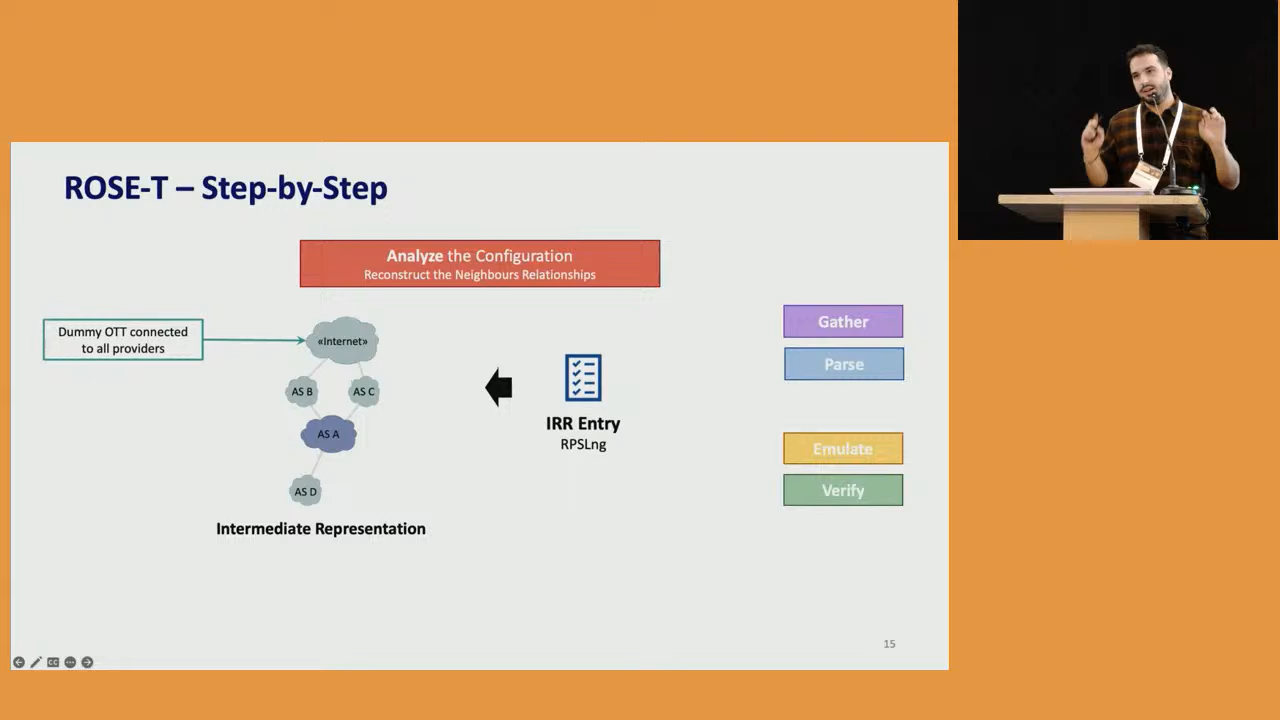 ROSE-T – Step-by-Step
Analyze the Configuration
Reconstruct the Neighbours Relationships
Dummy OTT connected
to all providers
«Internet»
AS B
AS C
AS A
AS D
Intermediate Representation
IRR Entry
RPSLng
Gather
Parse
Emulate
Verify
15
CC